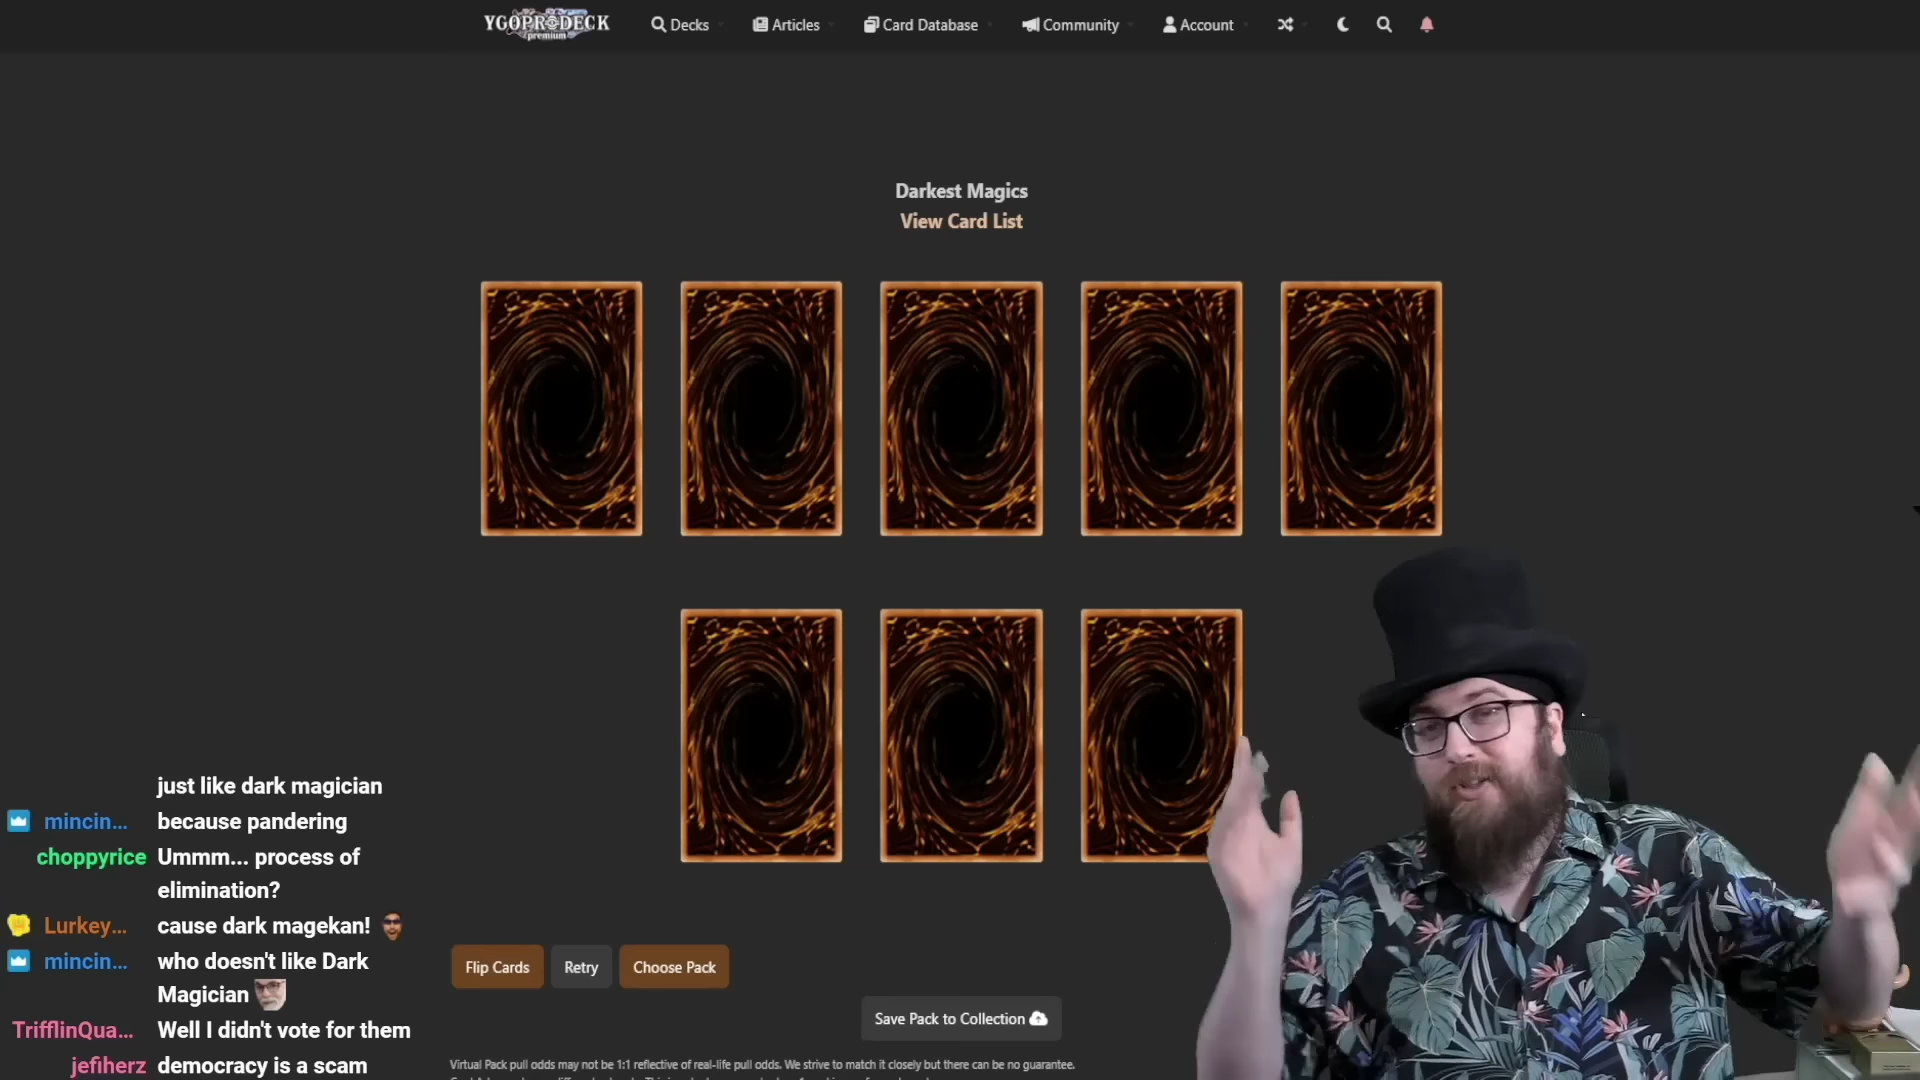 YGOPRODECK
premium
Decks
Articles
Card Database
Community
Account
Darkest Magics
View Card List
just like dark magician
mincin... because pandering
choppyrice Ummm... process of
elimination?
Lurkey... cause dark magekan!
mincin... who doesn't like Dark
Magician
TrifflinQua... Well I didn't vote for them
jefiherz democracy is a scam
Flip Cards
Retry
Choose Pack
Save Pack to Collection
Virtual Pack pull odds may not be 1:1 reflective of real-life pull odds. We strive to match it closely but there can be no guarantee.